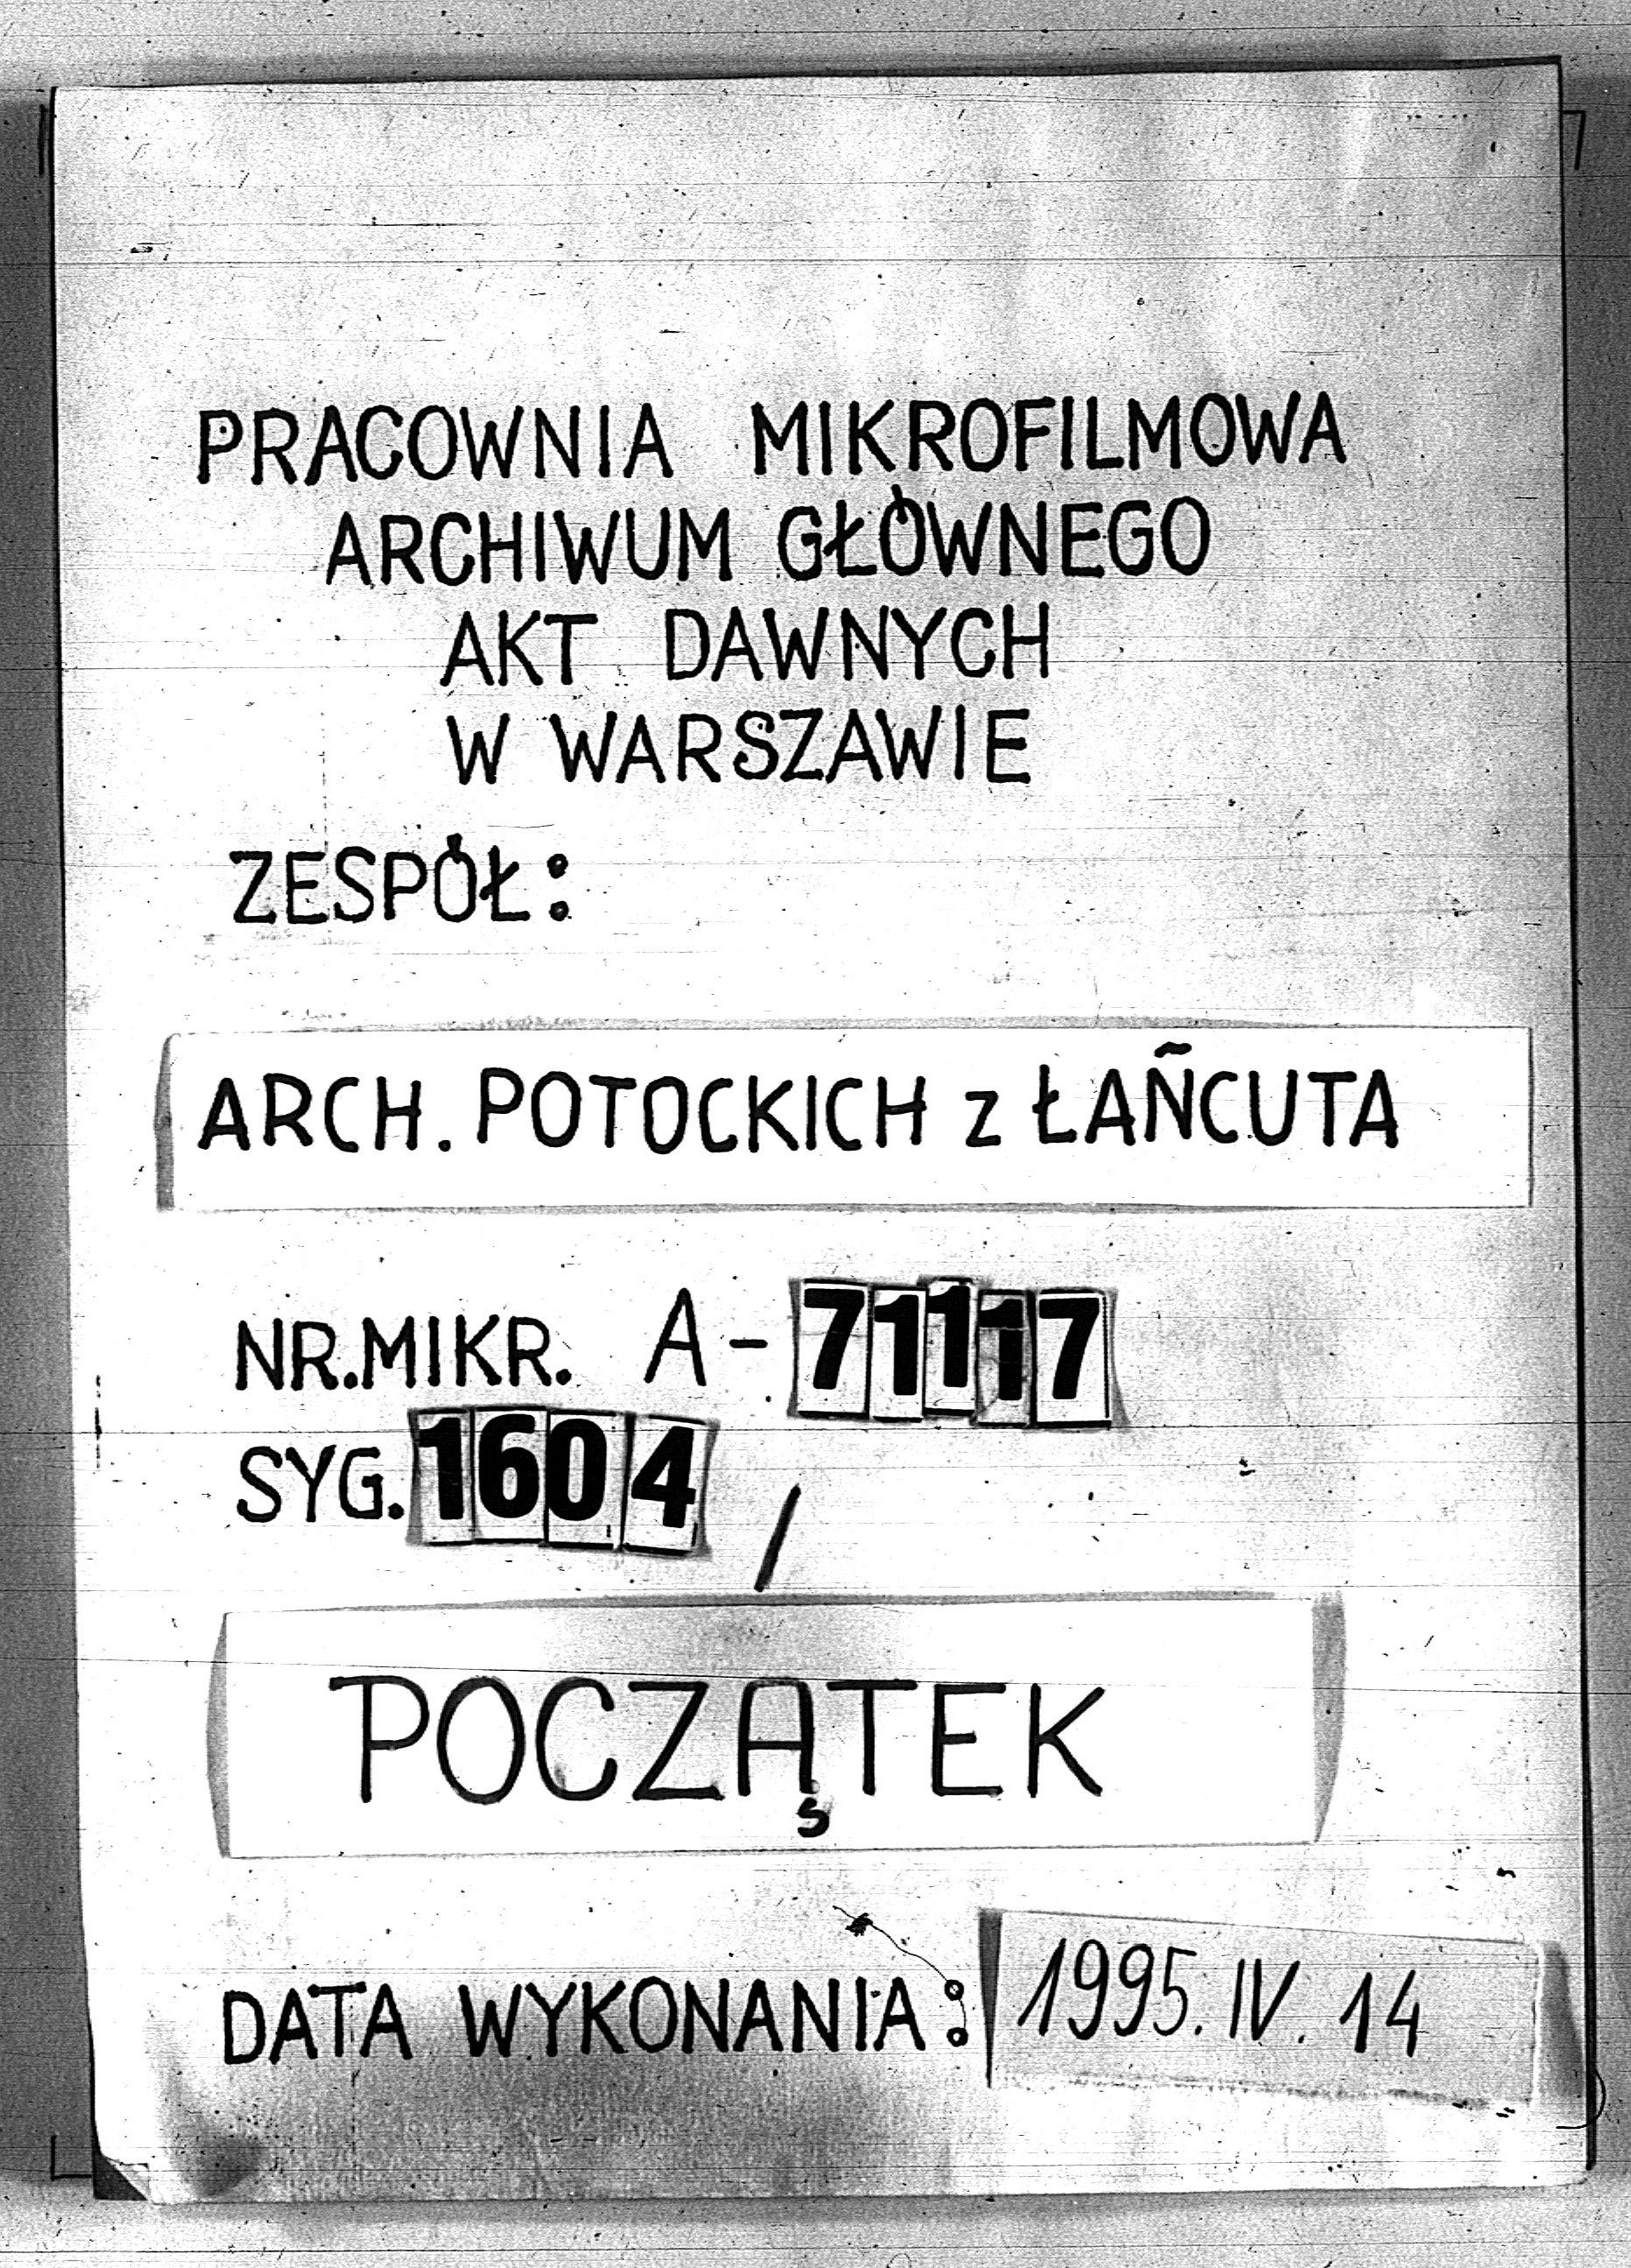 PRACOWNIA MIKROFILMOWA
ARCHIWUM GŁÓWNEGO
AKT DAWNYCH
W WARSZAWIE
ZESPÓŁ:
ARCH. POTOCKICH z ŁAÑCUTA
NR.MIKR. A-71117
SYG. 1604 /
POCZĄTEK
DATA WYKONANIA: 1995. IV. 14